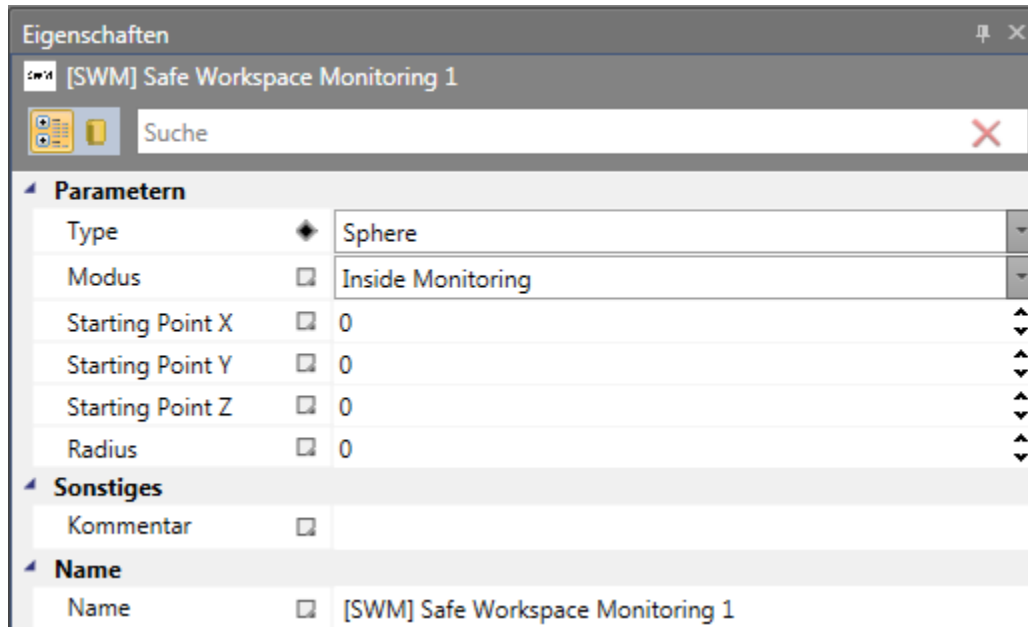 Eigenschaften
[SWM] Safe Workspace Monitoring 1
Suche
Parametern
Type Sphere
Modus Inside Monitoring
Starting Point X 0
Starting Point Y 0
Starting Point Z 0
Radius 0
Sonstiges
Kommentar
Name
Name [SWM] Safe Workspace Monitoring 1